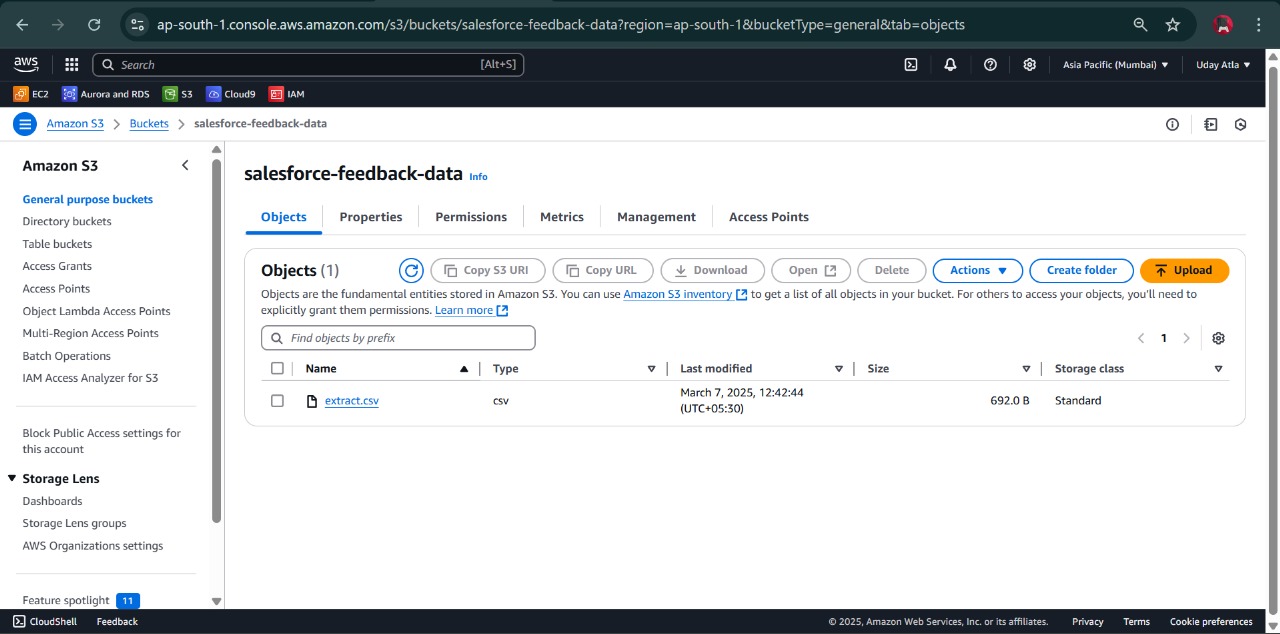 ap-south-1.console.aws.amazon.com/s3/buckets/salesforce-feedback-data?region=ap-south-1&bucketType=general&tab=objects
aws
Search [Alt+S]
Asia Pacific (Mumbai)
Uday Atla
EC2
Aurora and RDS
S3
Cloud9
IAM
Amazon S3
Buckets
salesforce-feedback-data
Amazon S3
General purpose buckets
Directory buckets
Table buckets
Access Grants
Access Points
Object Lambda Access Points
Multi-Region Access Points
Batch Operations
IAM Access Analyzer for S3
Block Public Access settings for
this account
Storage Lens
Dashboards
Storage Lens groups
AWS Organizations settings
Feature spotlight 11
salesforce-feedback-data Info
Objects
Properties
Permissions
Metrics
Management
Access Points
Objects (1)
Copy S3 URI
Copy URL
Download
Open
Delete
Actions
Create folder
Upload
Objects are the fundamental entities stored in Amazon S3. You can use Amazon S3 inventory to get a list of all objects in your bucket. For others to access your objects, you'll need to
explicitly grant them permissions. Learn more
Find objects by prefix
1
Name
Type
Last modified
Size
Storage class
extract.csv
csv
March 7, 2025, 12:42:44
(UTC+05:30)
692.0 B
Standard
CloudShell
Feedback
© 2025, Amazon Web Services, Inc. or its affiliates.
Privacy
Terms
Cookie preferences